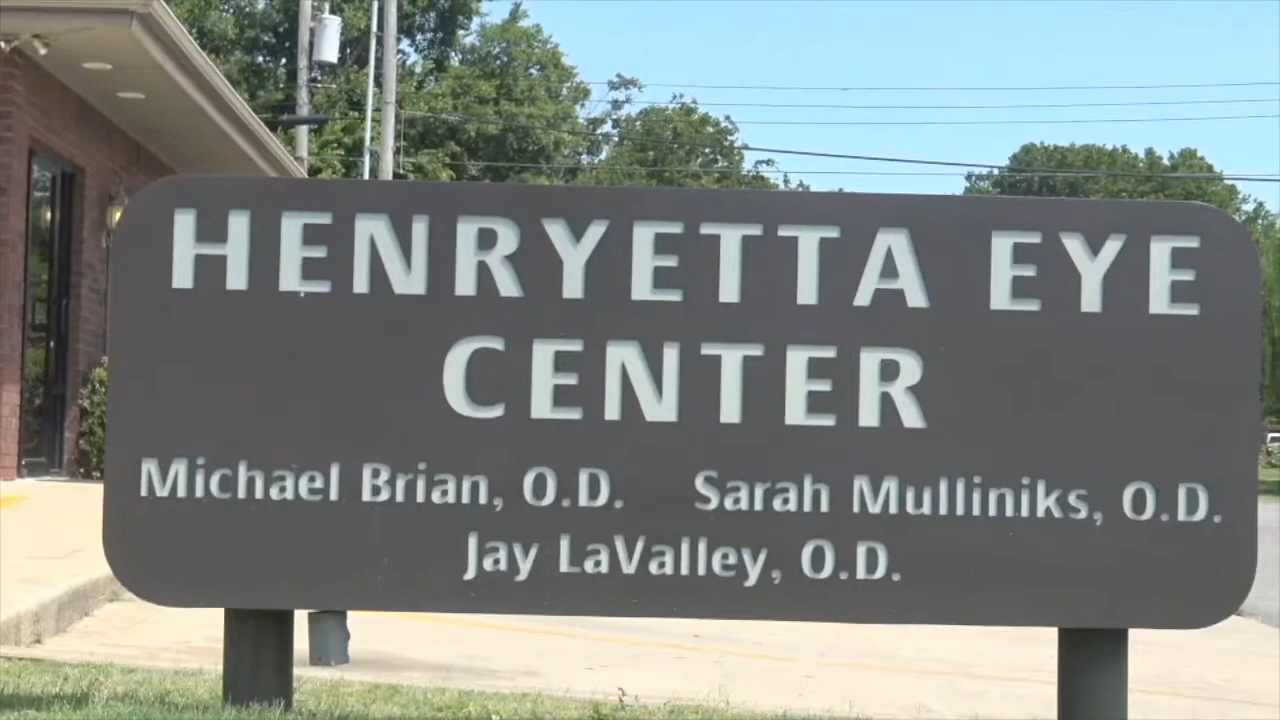 HENRYETTA EYE
CENTER
Michael Brian, O.D. Sarah Mulliniks, O.D.
Jay LaValley, O.D.